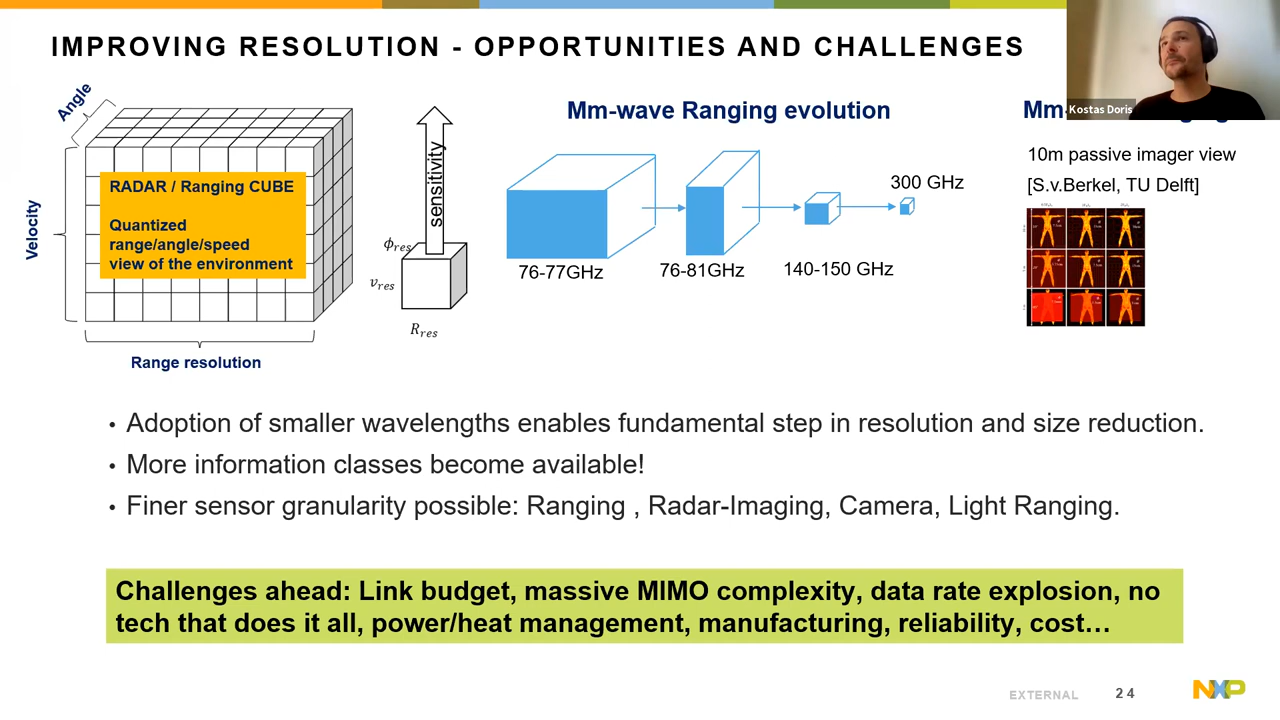 IMPROVING RESOLUTION - OPPORTUNITIES AND CHALLENGES
Kostas Doris
Angle
Velocity
RADAR / Ranging CUBE
Quantized
range/angle/speed
view of the environment
Range resolution
sensitivity
ϕres
vres
Rres
Mm-wave Ranging evolution
76-77GHz
76-81GHz
140-150 GHz
300 GHz
10m passive imager view
[S.v.Berkel, TU Delft]
• Adoption of smaller wavelengths enables fundamental step in resolution and size reduction.
• More information classes become available!
• Finer sensor granularity possible: Ranging , Radar-Imaging, Camera, Light Ranging.
Challenges ahead: Link budget, massive MIMO complexity, data rate explosion, no
tech that does it all, power/heat management, manufacturing, reliability, cost…
EXTERNAL
24
NXP